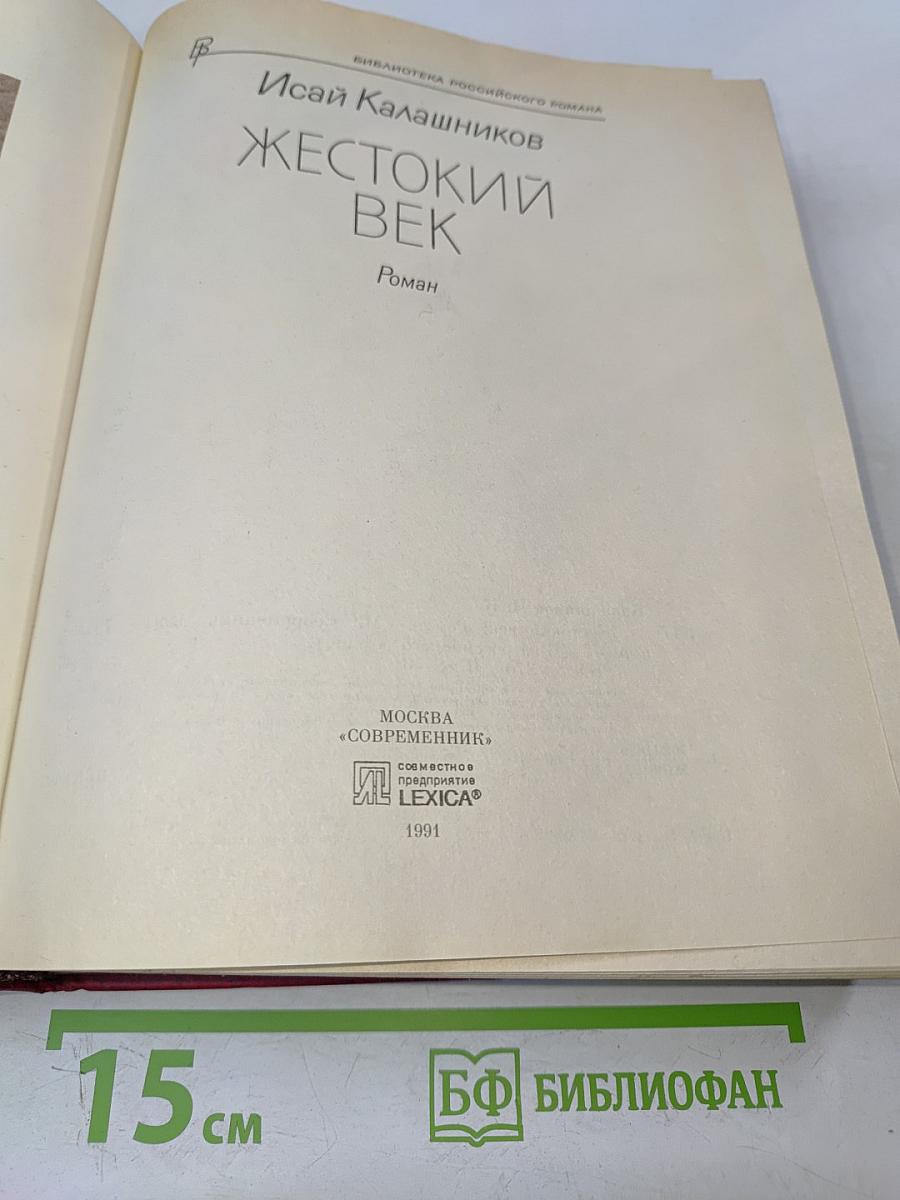 БИБЛИОТЕКА РОССИЙСКОГО РОМАНА
Исай Калашников
ЖЕСТОКИЙ
ВЕК
Роман
МОСКВА
«СОВРЕМЕННИК»
совместное
предприятие
LEXICA®
1991
15 см
БФ БИБЛИОФАН